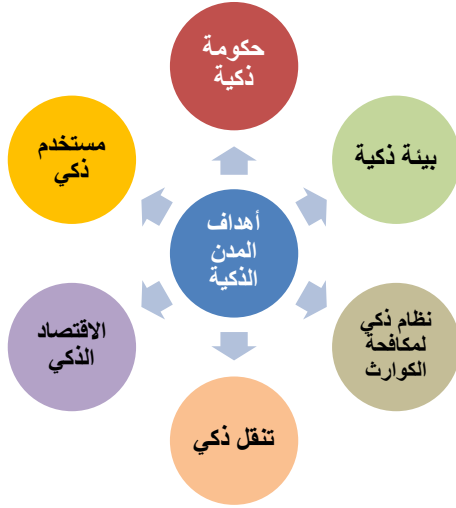 حكومة
ذكية
بيئة ذكية
نظام ذكي
لمكافحة
الكوارث
تنقل ذكي
الاقتصاد
الذكي
مستخدم
ذكي
أهداف
المدن
الذكية